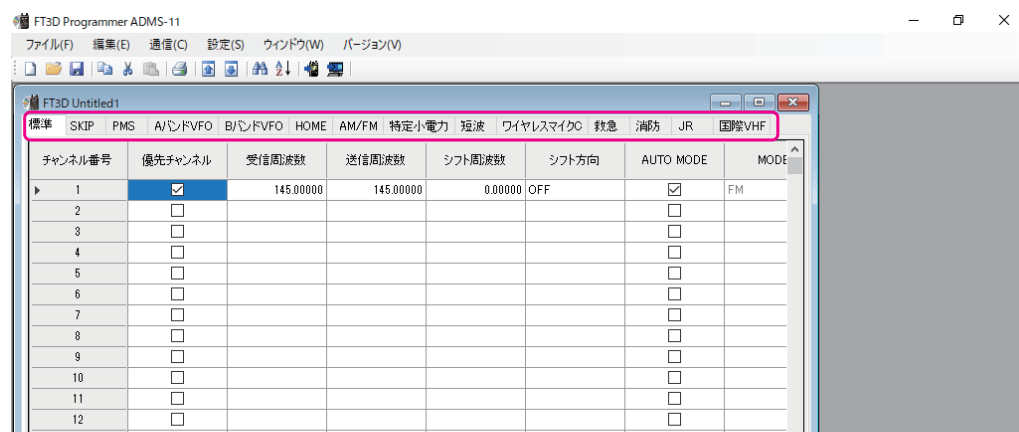 FT3D Programmer ADMS-11
ファイル(F) 編集(E) 通信(C) 設定(S) ウィンドウ(W) バージョン(V)
FT3D Untitled1
標準 SKIP PMS AバンドVFO BバンドVFO HOME AM/FM 特定小電力 短波 ワイヤレスマイクC 救急 消防 JR 国際VHF
チャンネル番号 優先チャンネル 受信周波数 送信周波数 シフト周波数 シフト方向 AUTO MODE MODE
1 145.00000 145.00000 0.00000 OFF FM
2
3
4
5
6
7
8
9
10
11
12